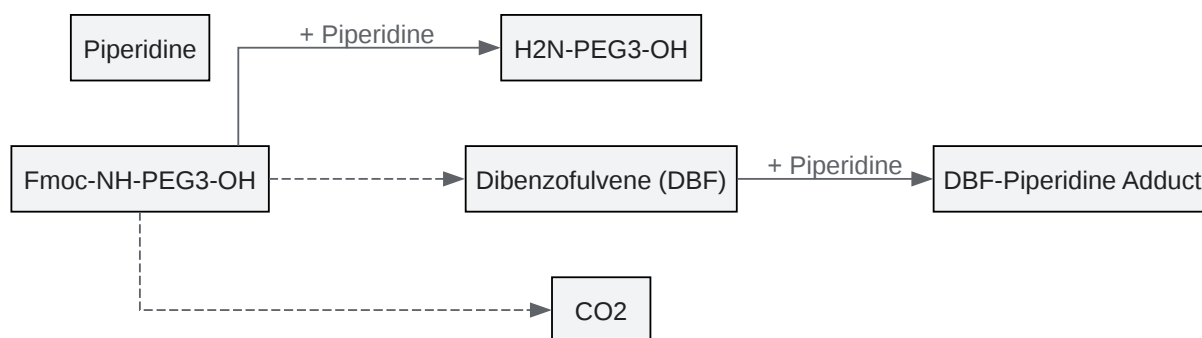 Piperidine
+ Piperidine
H2N-PEG3-OH
Fmoc-NH-PEG3-OH
Dibenzofulvene (DBF)
+ Piperidine
DBF-Piperidine Adduct
CO2